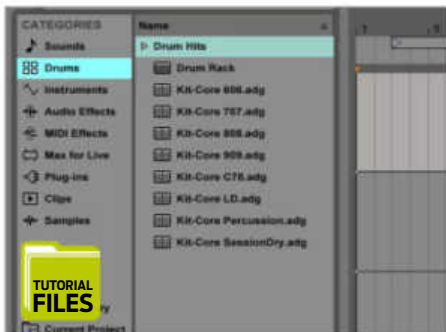 CATEGORIES
Sounds
Drums
Instruments
Audio Effects
MIDI Effects
Max for Live
Plug-ins
Clips
Samples
Current Project
Name
Drum Hits
Drum Rack
Kit-Core 606.adg
Kit-Core 707.adg
Kit-Core 808.adg
Kit-Core 909.adg
Kit-Core C78.adg
Kit-Core LD.adg
Kit-Core Percussion.adg
Kit-Core SessionDry.adg
1
5
TUTORIAL
FILES